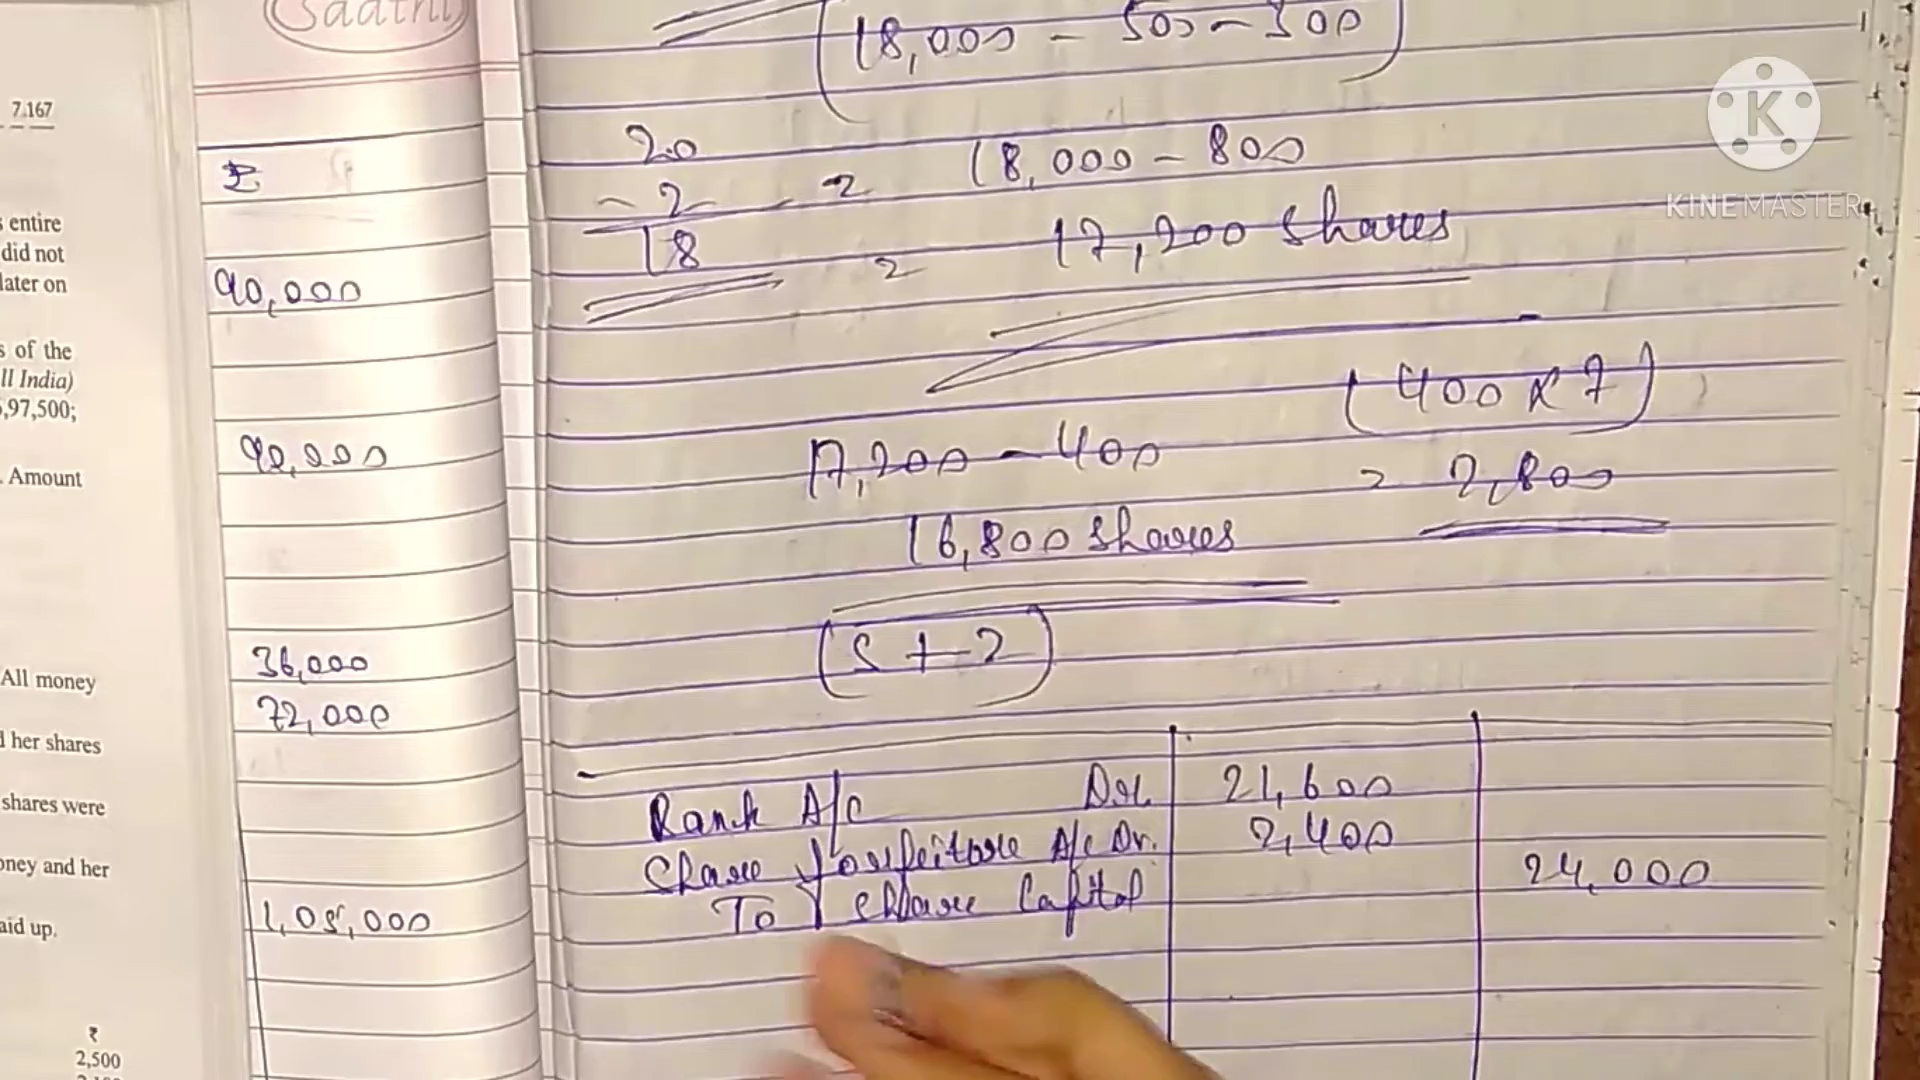 Saathi
7.167
₹
entire
did not
later on
90,000
s of the
ll India)
,97,500;
90,000
. Amount
36,000
All money
72,000
her shares
shares were
oney and her
1,05,000
aid up.
₹
2,500
(18,000 - 500 - 300)
20
- 2
18
= 18,000 - 800
= 17,200 shares
(400 x 7)
= 2,800
17,200 - 400
16,800 shares
(5 + 2)
Bank A/c Dr. 21,600
Share forfeiture A/c Dr. 2,400
To share Capital 24,000
K
KINEMASTER